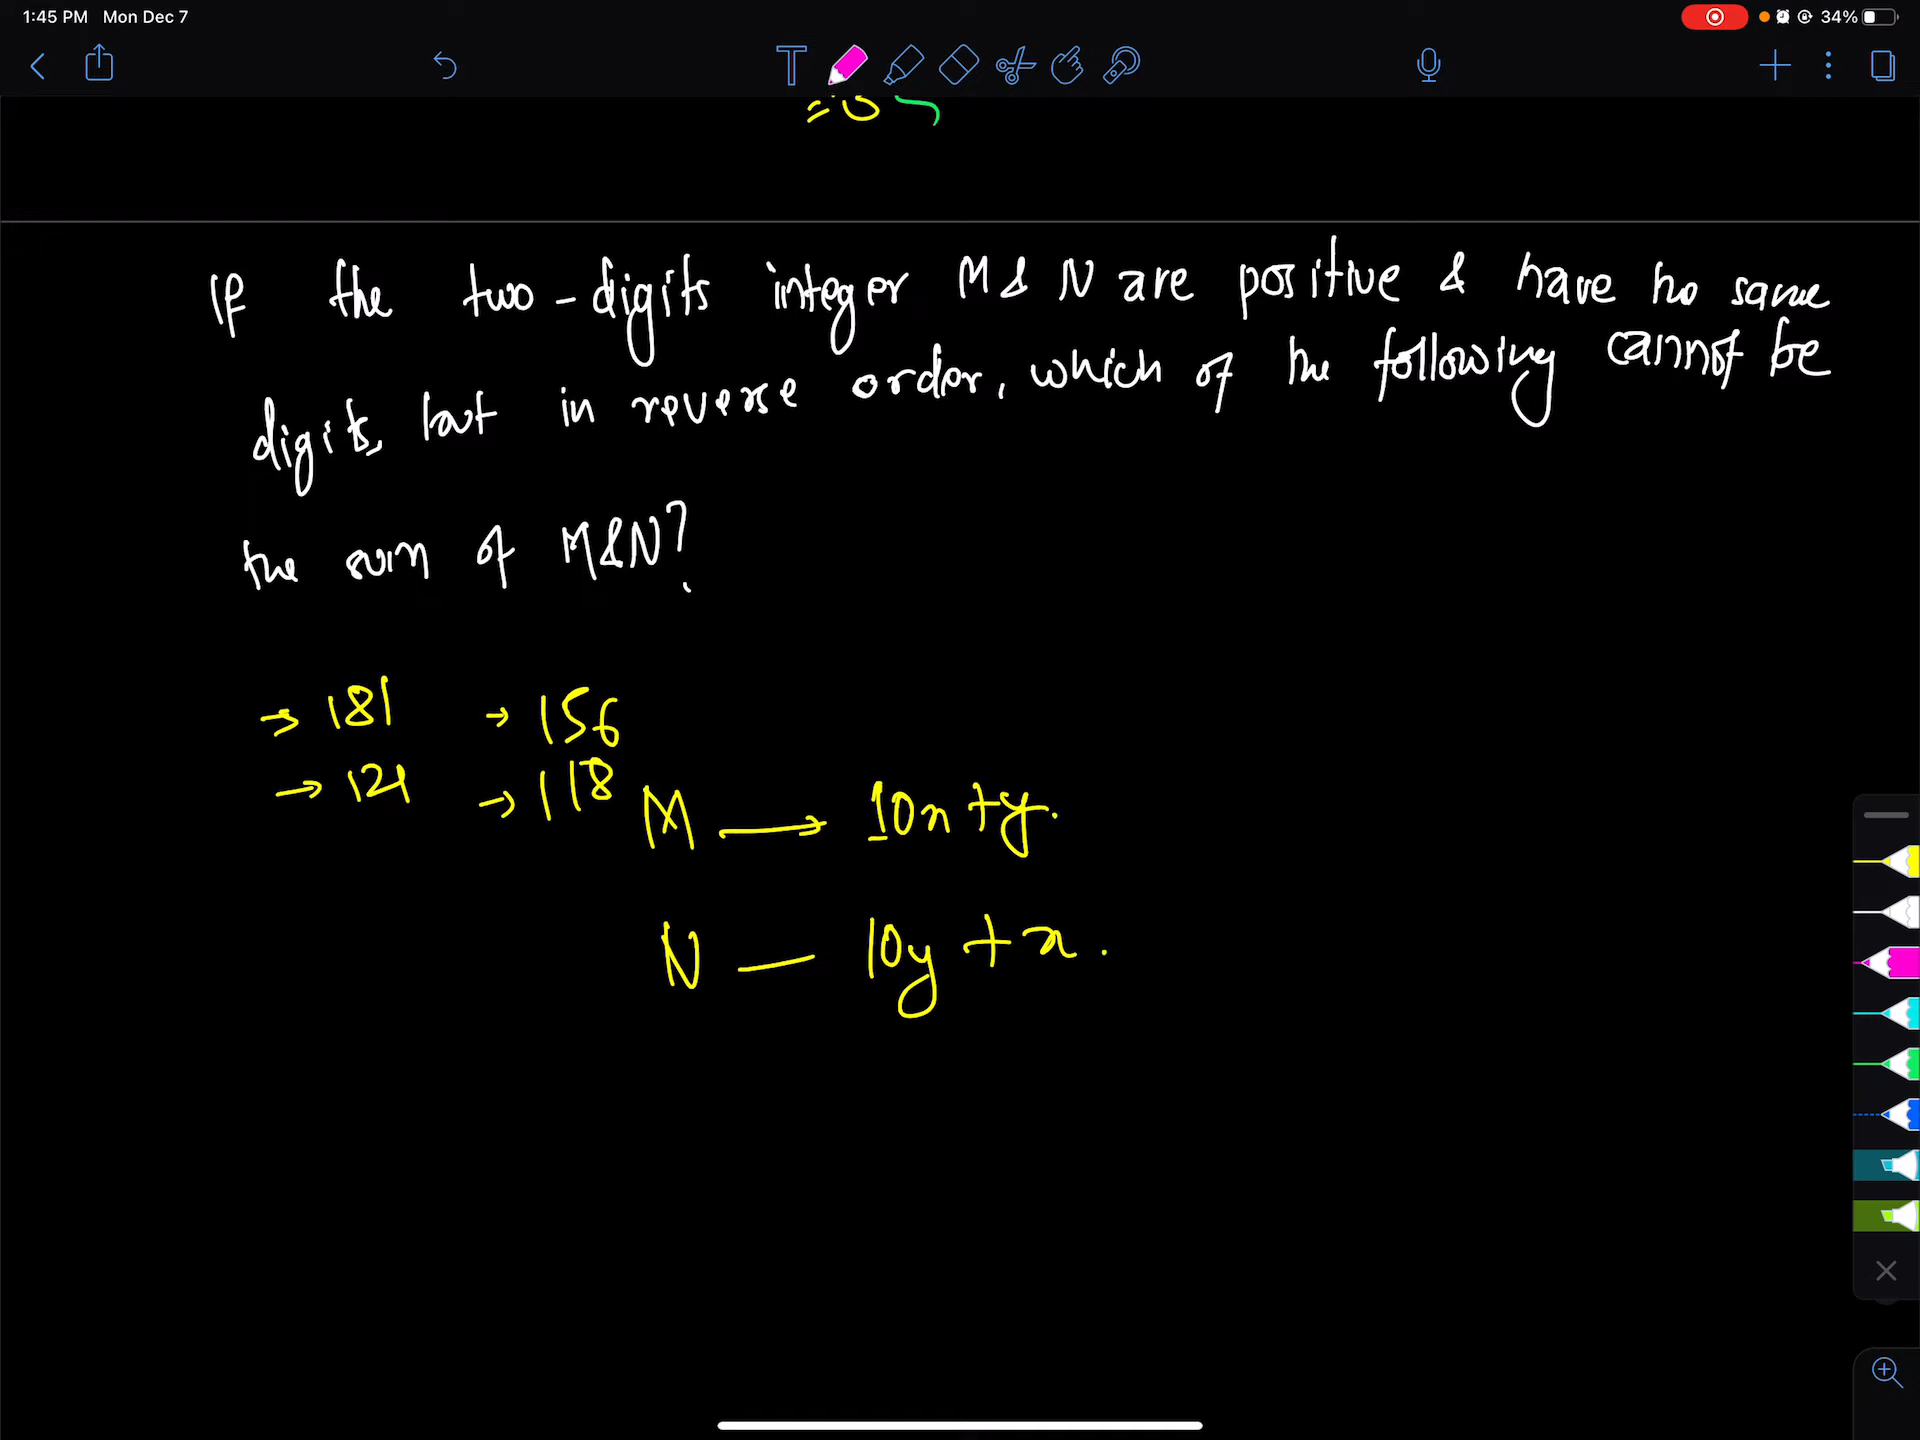 1:45 PM Mon Dec 7 34%
If the two-digits integer M & N are positive & have no same
digits, but in reverse order, which of the following cannot be
the sum of M&N?
→ 181 → 156
→ 121 → 118
M → 10x + y.
N — 10y + x.